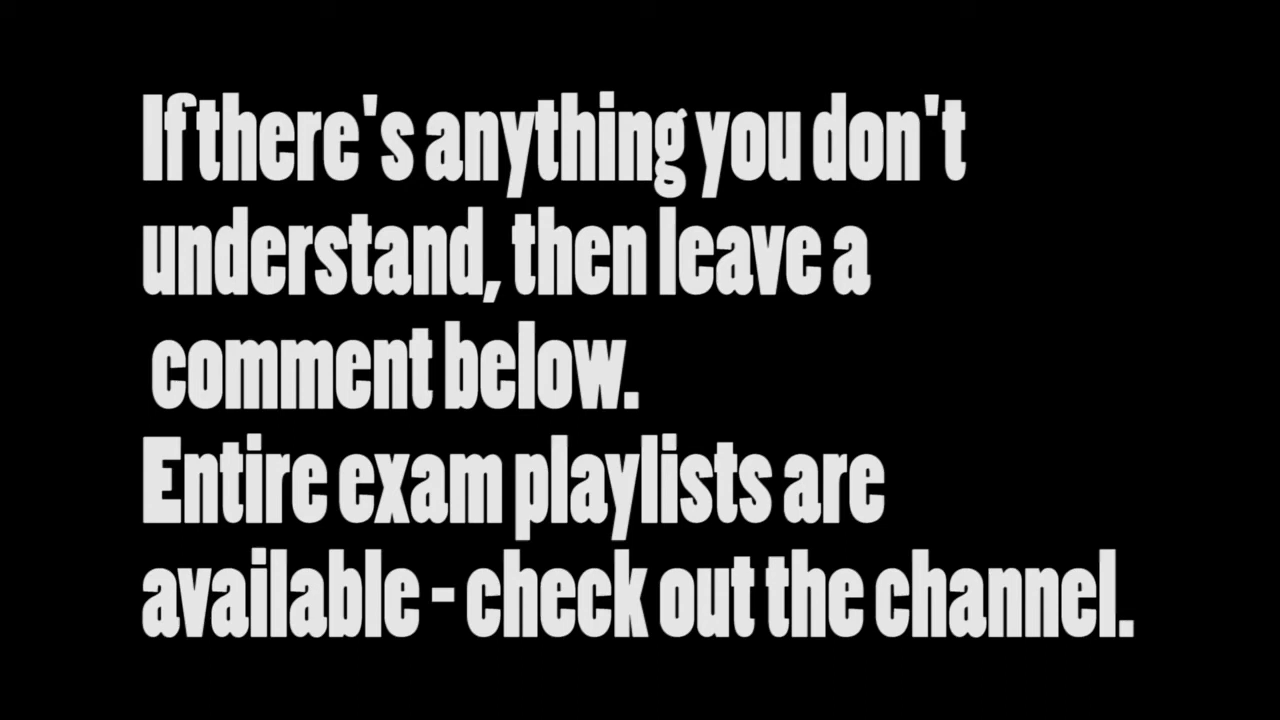 If there's anything you don't
understand, then leave a
comment below.
Entire exam playlists are
available - check out the channel.